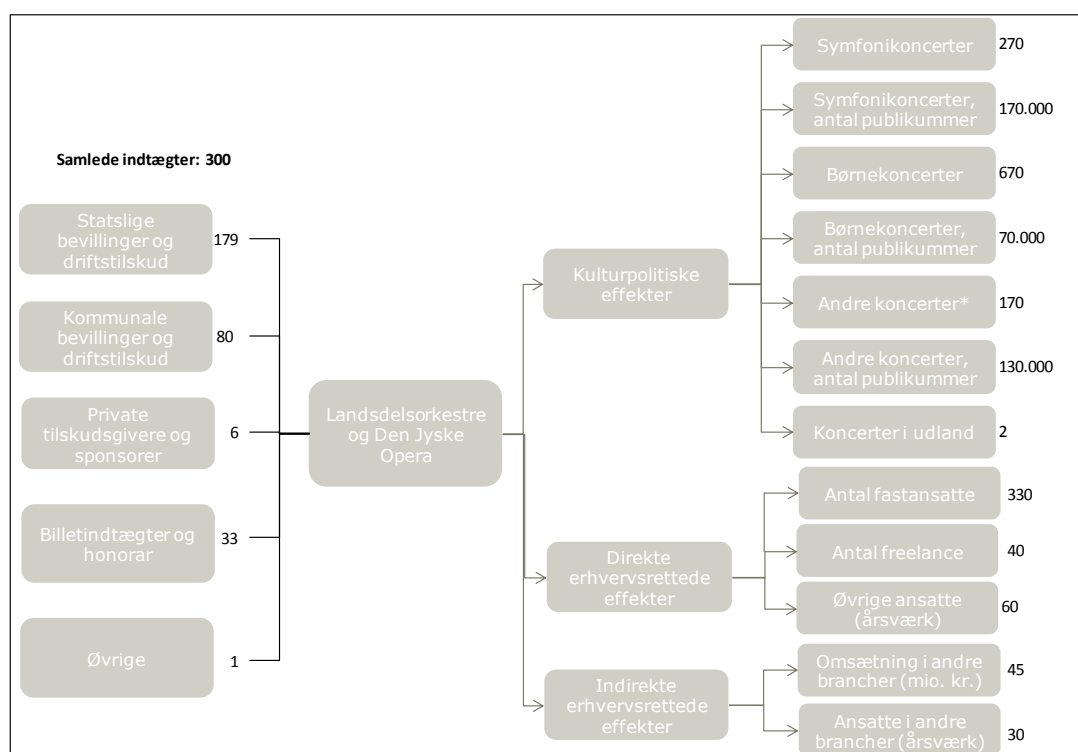 Samlede indtægter: 300
Statslige
bevillinger og
driftstilskud
179
Kommunale
bevillinger og
driftstilskud
80
Private
tilskudsgivere og
sponsorer
6
Billetindtægter og
honorar
33
Øvrige
1
Landsdelsorkestre
og Den Jyske
Opera
Kulturpolitiske
effekter
Symfonikoncerter
270
Symfonikoncerter,
antal publikummer
170.000
Børnekoncerter
670
Børnekoncerter,
antal publikummer
70.000
Andre koncerter*
170
Andre koncerter,
antal publikummer
130.000
Koncerter i udland
2
Direkte
erhvervsrettede
effekter
Antal fastansatte
330
Antal freelance
40
Øvrige ansatte
(årsværk)
60
Indirekte
erhvervsrettede
effekter
Omsætning i andre
brancher (mio. kr.)
45
Ansatte i andre
brancher (årsværk)
30